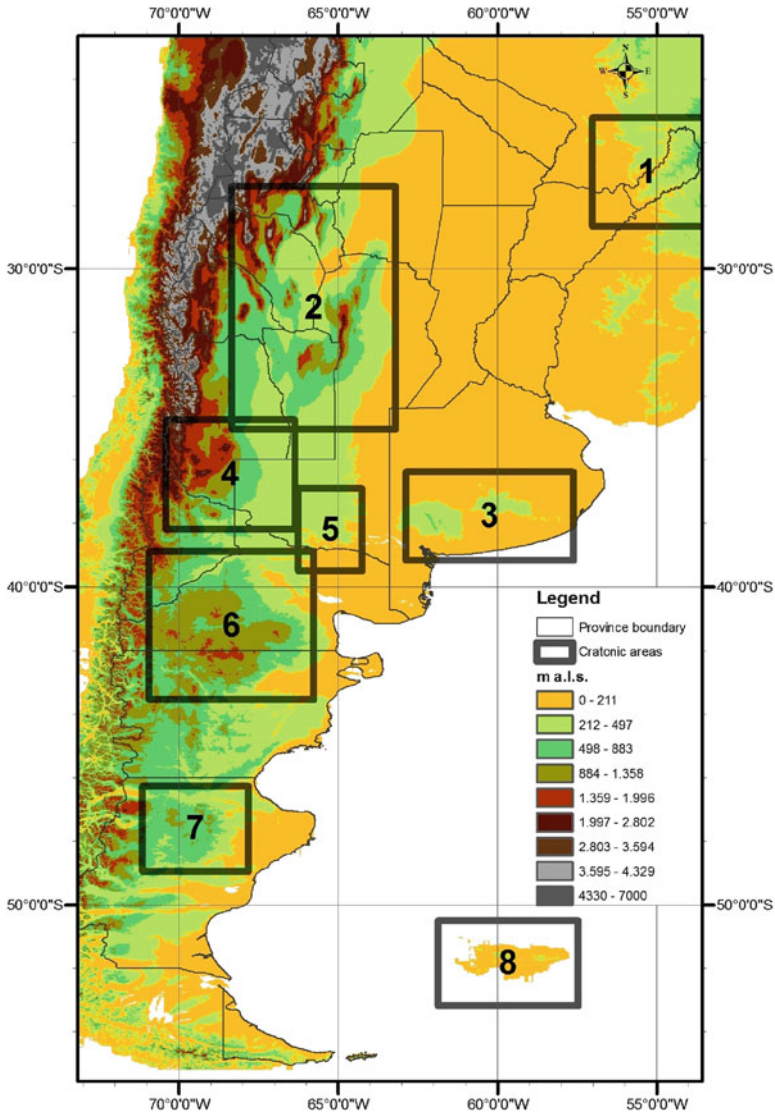 70°0'0"W 65°0'0"W 60°0'0"W 55°0'0"W
N
W E
S
1
30°0'0"S 30°0'0"S
2
4
5
3
40°0'0"S 40°0'0"S
6
Legend
Province boundary
Cratonic areas
m a.l.s.
0 - 211
212 - 497
498 - 883
884 - 1.358
1.359 - 1.996
1.997 - 2.802
2.803 - 3.594
3.595 - 4.329
4330 - 7000
7
50°0'0"S 50°0'0"S
8
70°0'0"W 65°0'0"W 60°0'0"W 55°0'0"W